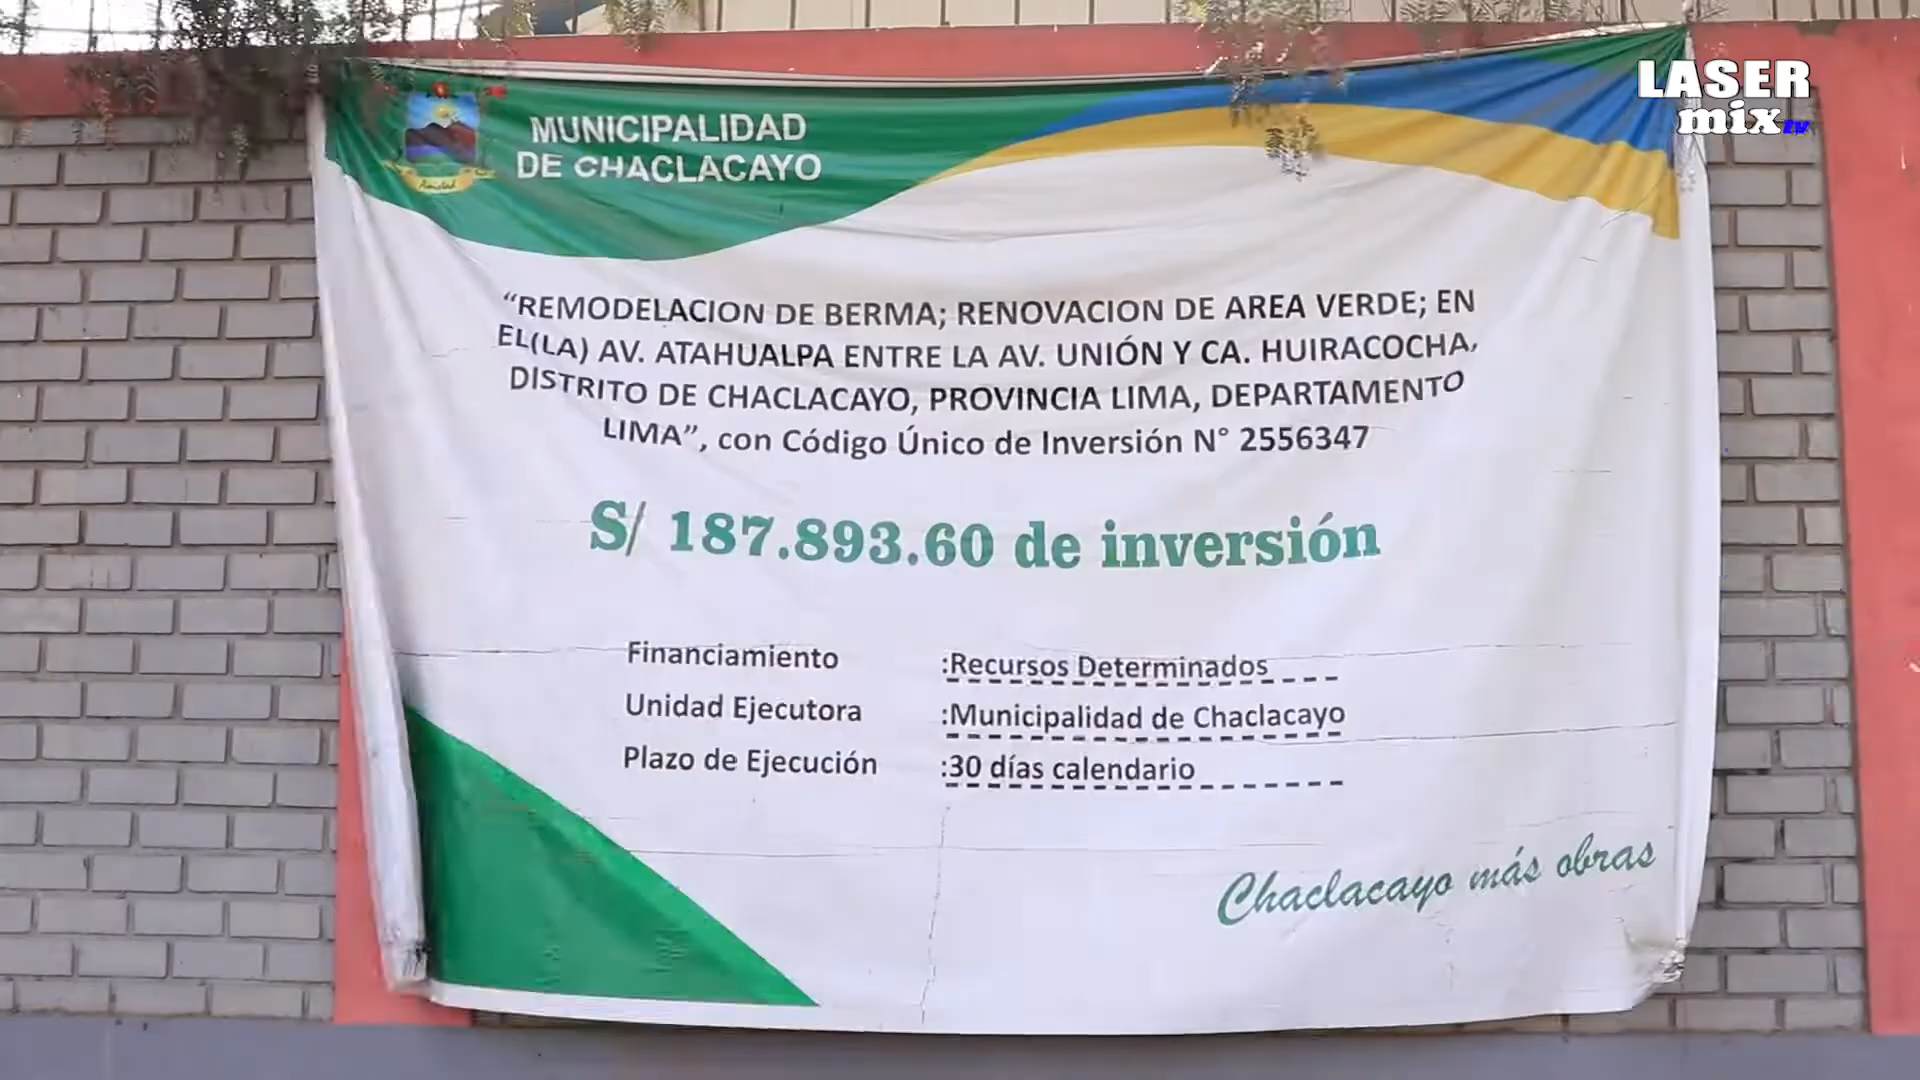 LASER
mix tv
MUNICIPALIDAD
DE CHACLACAYO
Amistad
“REMODELACION DE BERMA; RENOVACION DE AREA VERDE; EN
EL(LA) AV. ATAHUALPA ENTRE LA AV. UNIÓN Y CA. HUIRACOCHA,
DISTRITO DE CHACLACAYO, PROVINCIA LIMA, DEPARTAMENTO
LIMA”, con Código Único de Inversión N° 2556347
S/ 187.893.60 de inversión
Financiamiento :Recursos Determinados
Unidad Ejecutora :Municipalidad de Chaclacayo
Plazo de Ejecución :30 días calendario
Chaclacayo más obras